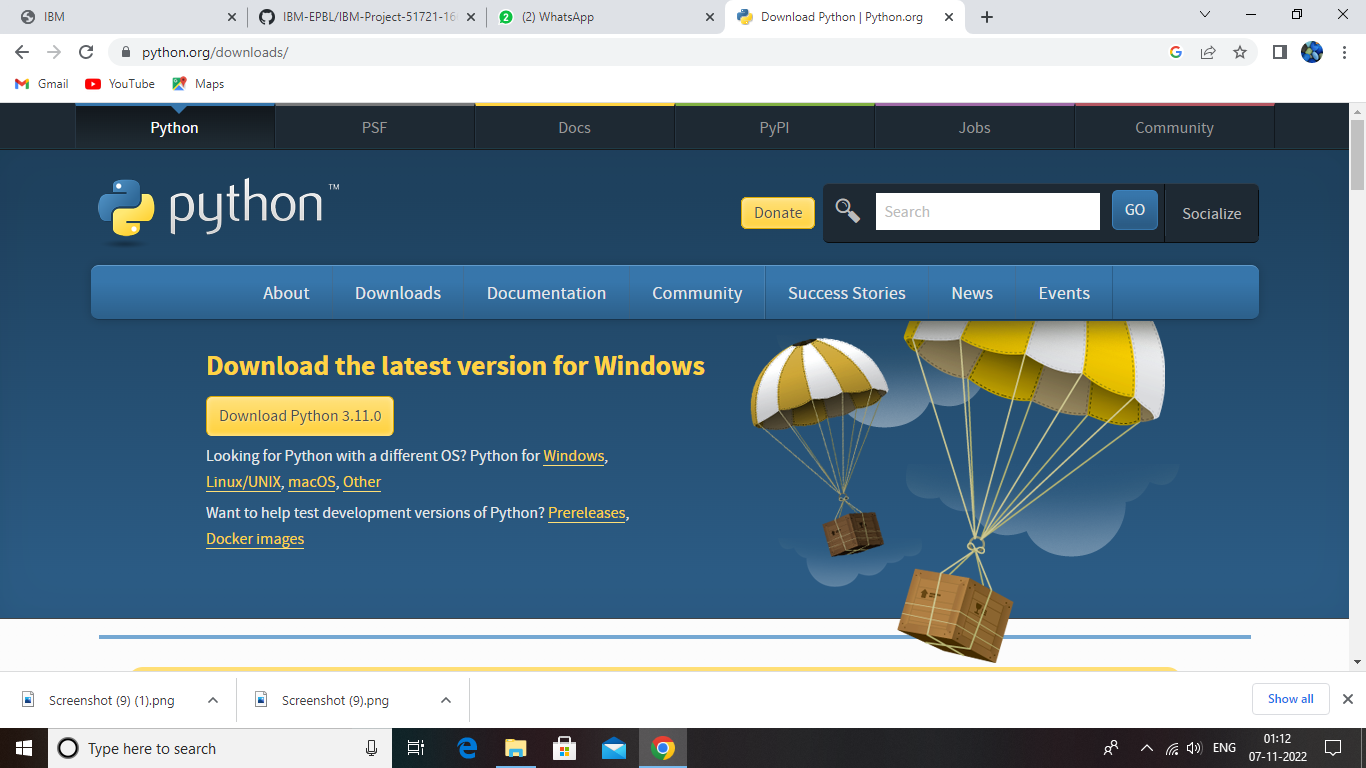 IBM
IBM-EPBL/IBM-Project-51721-16
(2) WhatsApp
Download Python | Python.org
python.org/downloads/
Gmail
YouTube
Maps
Python
PSF
Docs
PyPI
Jobs
Community
python™
Donate
Search
GO
Socialize
About
Downloads
Documentation
Community
Success Stories
News
Events
Download the latest version for Windows
Download Python 3.11.0
Looking for Python with a different OS? Python for Windows,
Linux/UNIX, macOS, Other
Want to help test development versions of Python? Prereleases,
Docker images
Screenshot (9) (1).png
Screenshot (9).png
Show all
Type here to search
ENG
01:12
07-11-2022